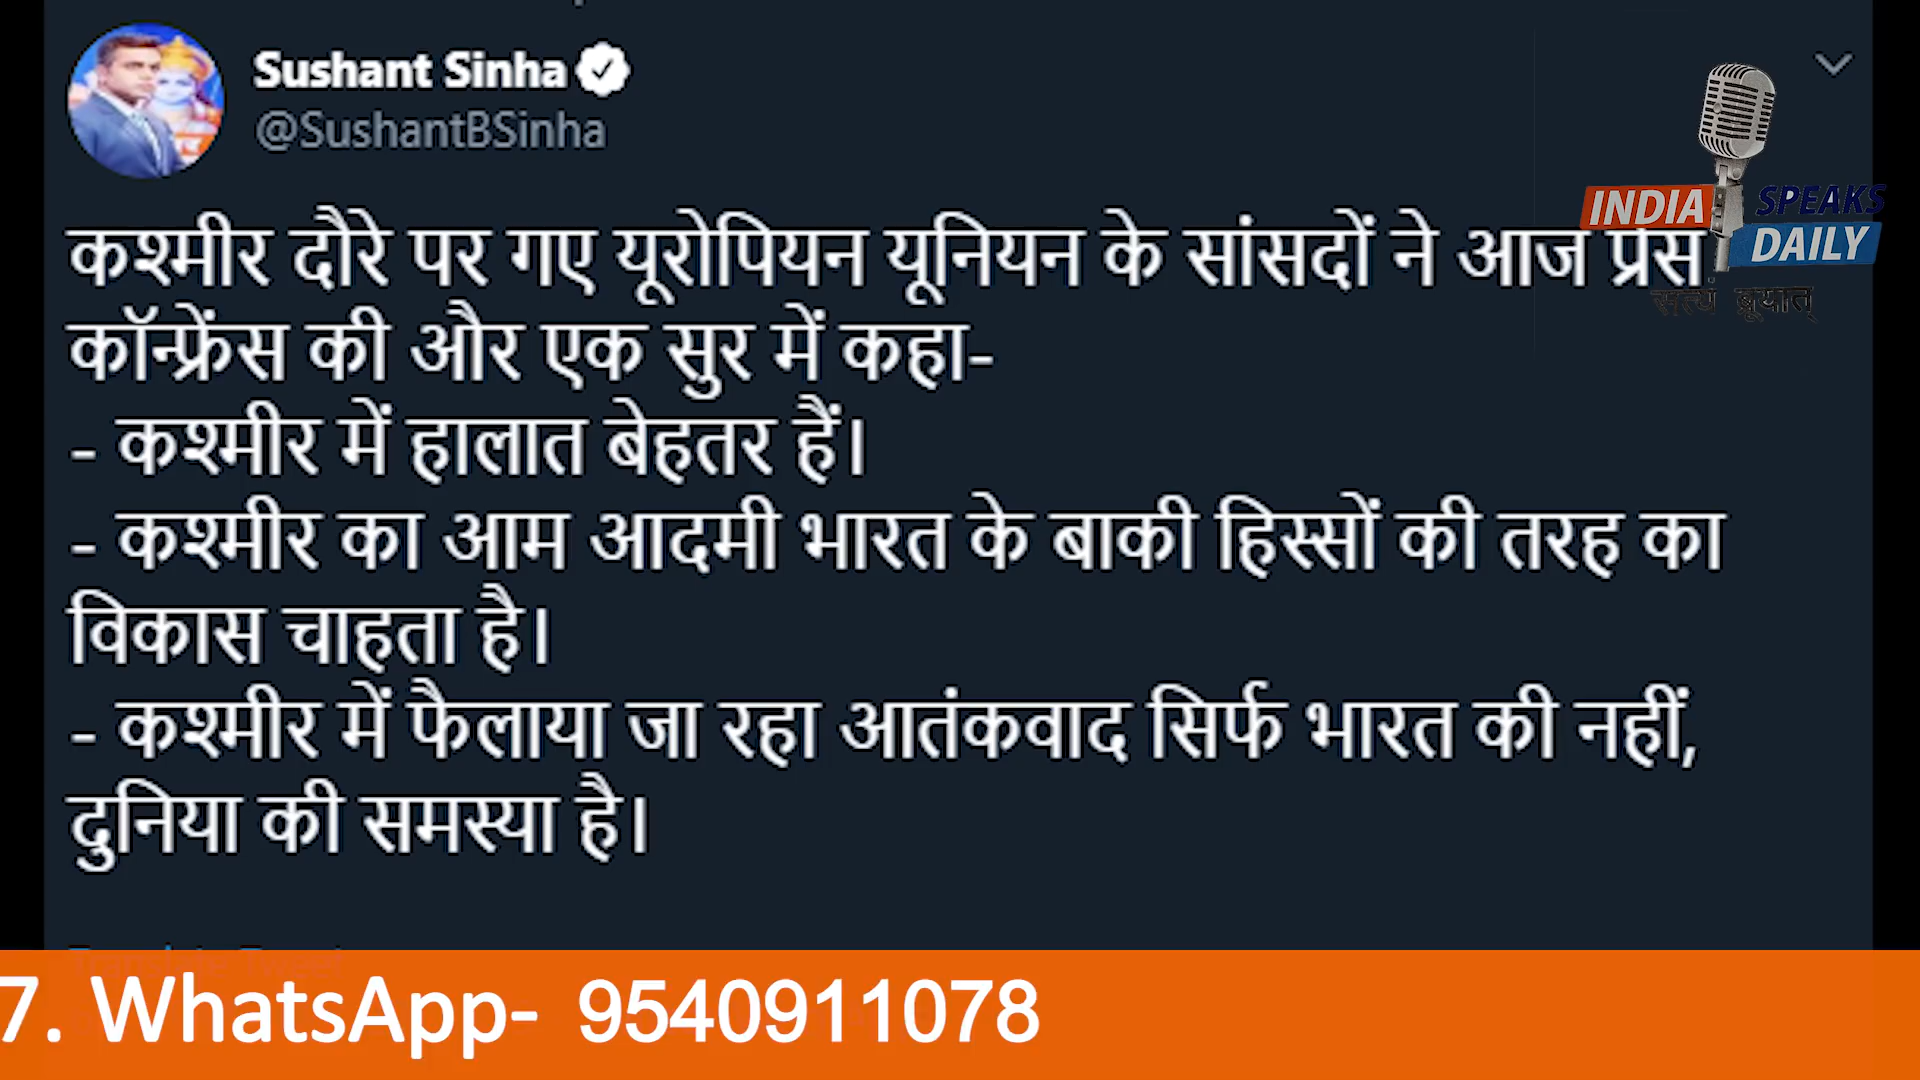 Sushant Sinha
@SushantBSinha
कश्मीर दौरे पर गए यूरोपियन यूनियन के सांसदों ने आज प्रेस
कॉन्फ्रेंस की और एक सुर में कहा-
- कश्मीर में हालात बेहतर हैं।
- कश्मीर का आम आदमी भारत के बाकी हिस्सों की तरह का
विकास चाहता है।
- कश्मीर में फैलाया जा रहा आतंकवाद सिर्फ भारत की नहीं,
दुनिया की समस्या है।
INDIA SPEAKS
DAILY
सत्यं ब्रूयात्
7. WhatsApp- 9540911078